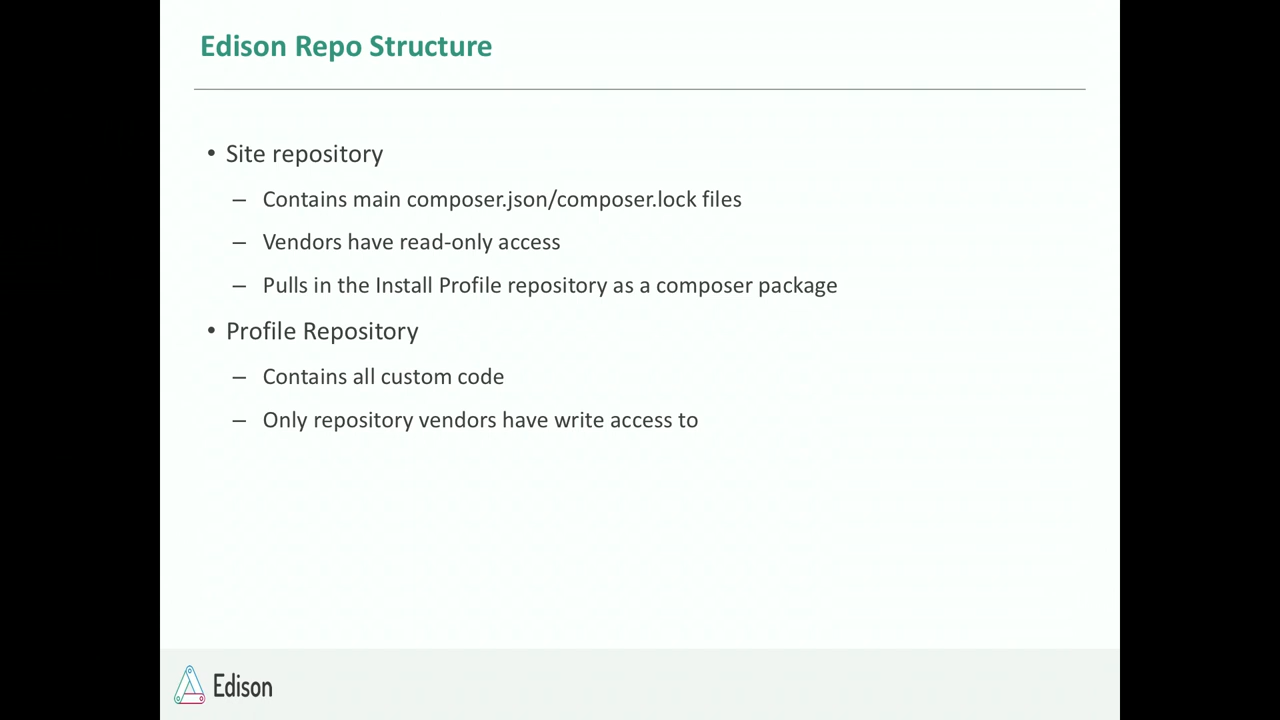 Edison Repo Structure
• Site repository
– Contains main composer.json/composer.lock files
– Vendors have read-only access
– Pulls in the Install Profile repository as a composer package
• Profile Repository
– Contains all custom code
– Only repository vendors have write access to
Edison